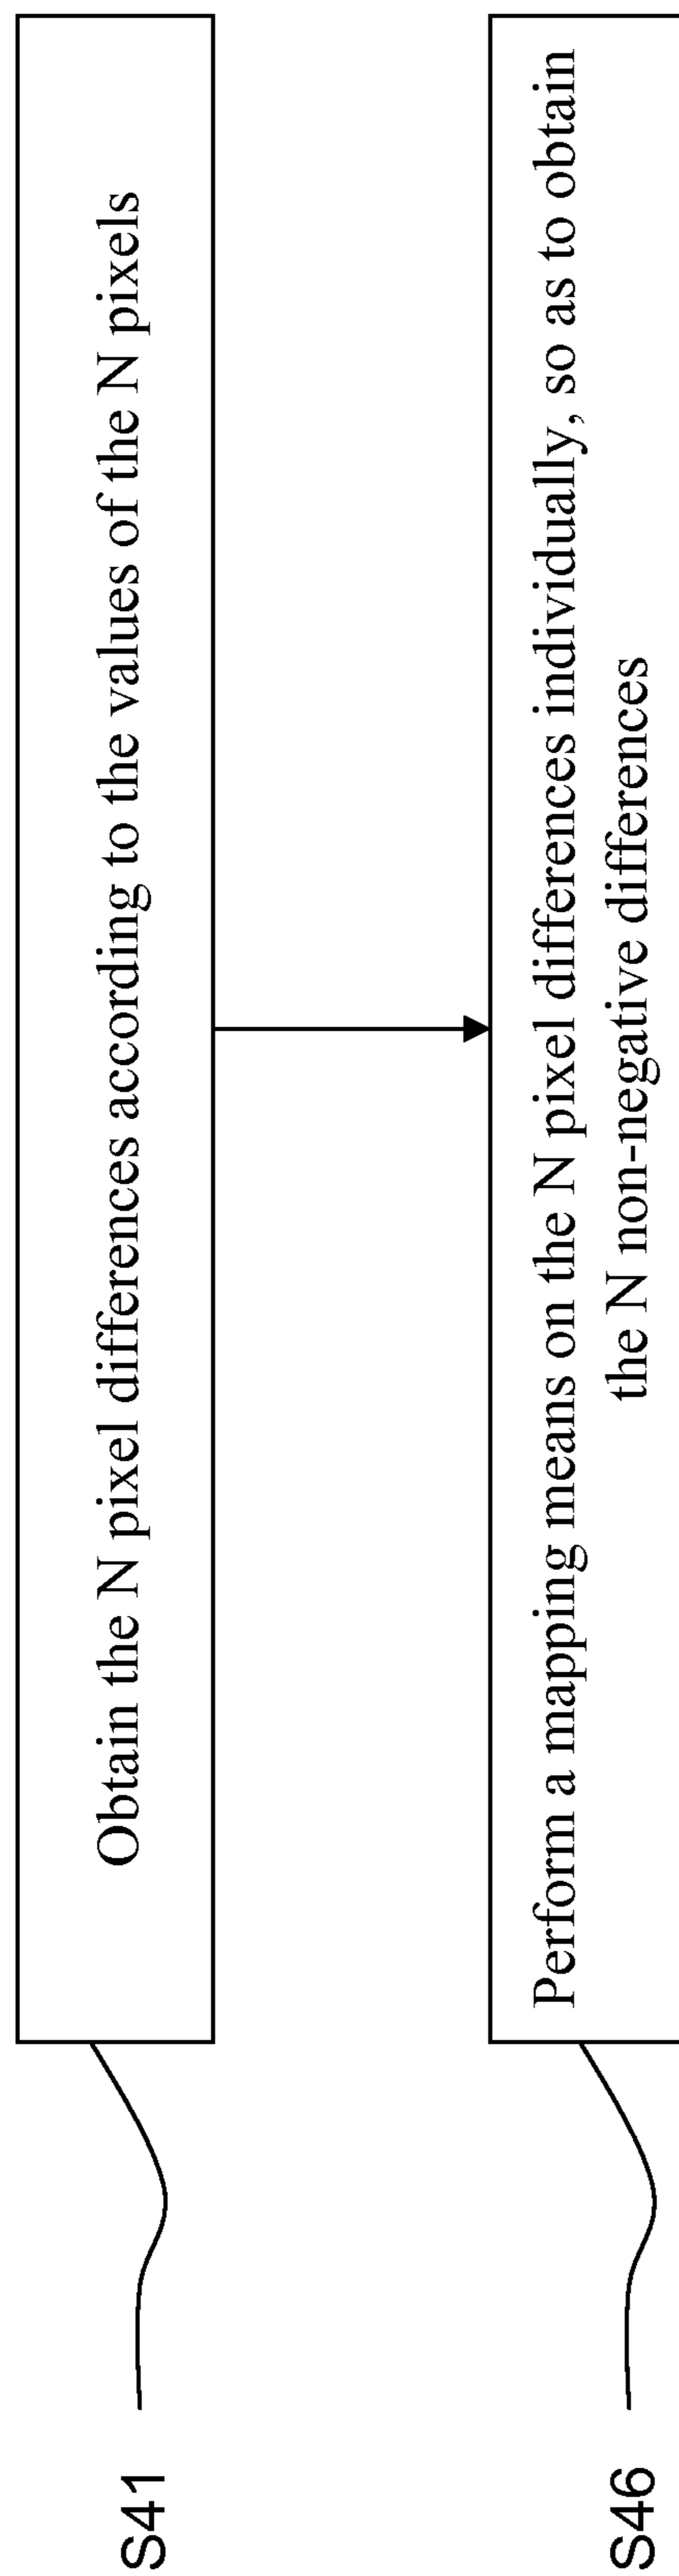 S41
Obtain the N pixel differences according to the values of the N pixels
S46
Perform a mapping means on the N pixel differences individually, so as to obtain
the N non-negative differences